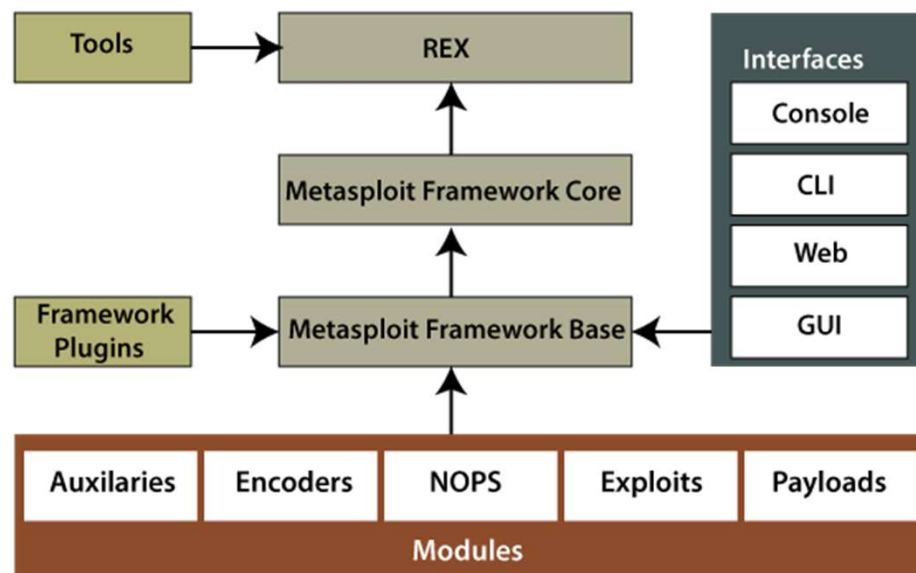 Tools
REX
Interfaces
Console
Metasploit Framework Core
CLI
Web
Framework
Plugins
Metasploit Framework Base
GUI
Auxilaries
Encoders
NOPS
Exploits
Payloads
Modules